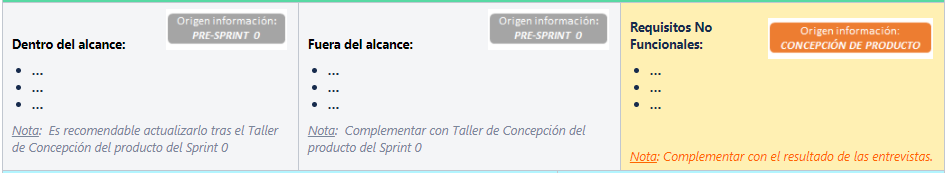 Origen información:
PRE-SPRINT 0
Dentro del alcance:
• ...
• ...
• ...
Nota: Es recomendable actualizarlo tras el Taller
de Concepción del producto del Sprint 0
Origen información:
PRE-SPRINT 0
Fuera del alcance:
• ...
• ...
• ...
Nota: Complementar con Taller de Concepción del
producto del Sprint 0
Requisitos No
Funcionales:
Origen información:
CONCEPCIÓN DE PRODUCTO
• ...
• ...
• ...
Nota: Complementar con el resultado de las entrevistas.